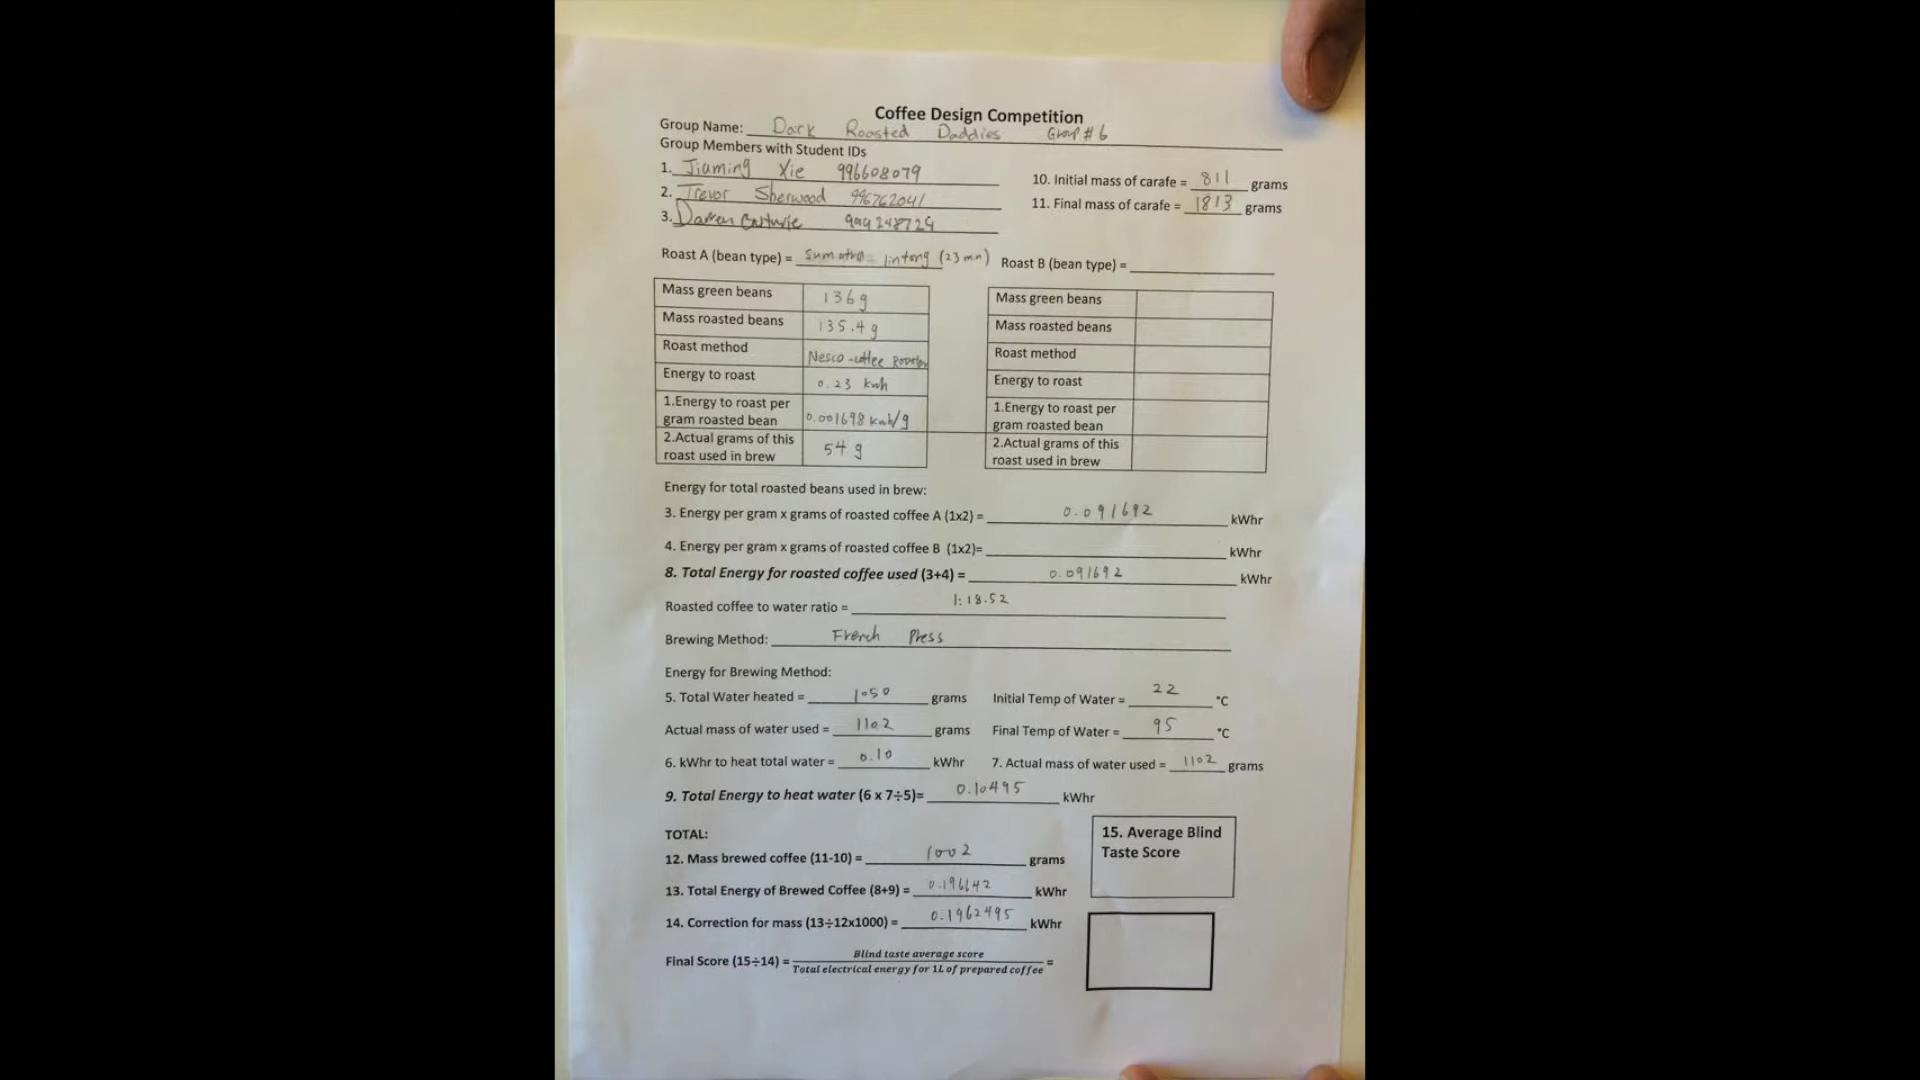 Coffee Design Competition
Group Name: Dark Roasted Daddies Group #6
Group Members with Student IDs
1. Jiaming Xie 996608079
2. Trevor Sherwood 996762041
3. Darren
10. Initial mass of carafe = 811 grams
11. Final mass of carafe = 1813 grams
Roast A (bean type) = Sumatra lintong (23 min)
Roast B (bean type) =
Mass green beans 136g
Mass roasted beans 135.4g
Roast method Nesco-coffee Roaster
Energy to roast 0.23 kwh
1.Energy to roast per
gram roasted bean 0.001698 kwh/g
2.Actual grams of this
roast used in brew 54 g
Mass green beans
Mass roasted beans
Roast method
Energy to roast
1.Energy to roast per
gram roasted bean
2.Actual grams of this
roast used in brew
Energy for total roasted beans used in brew:
3. Energy per gram x grams of roasted coffee A (1x2) = 0.091692 kWhr
4. Energy per gram x grams of roasted coffee B (1x2)= kWhr
8. Total Energy for roasted coffee used (3+4) = 0.091692 kWhr
Roasted coffee to water ratio = 1:18.52
Brewing Method: French Press
Energy for Brewing Method:
5. Total Water heated = 1050 grams Initial Temp of Water = 22 °C
Actual mass of water used = 1102 grams Final Temp of Water = 95 °C
6. kWhr to heat total water = 0.10 kWhr 7. Actual mass of water used = 1102 grams
9. Total Energy to heat water (6 x 7÷5)= 0.10495 kWhr
TOTAL:
12. Mass brewed coffee (11-10) = 1002 grams
13. Total Energy of Brewed Coffee (8+9) = 0.196642 kWhr
14. Correction for mass (13÷12x1000) = 0.1962495 kWhr
15. Average Blind
Taste Score
Final Score (15÷14) = Blind taste average score
Total electrical energy for 1L of prepared coffee =